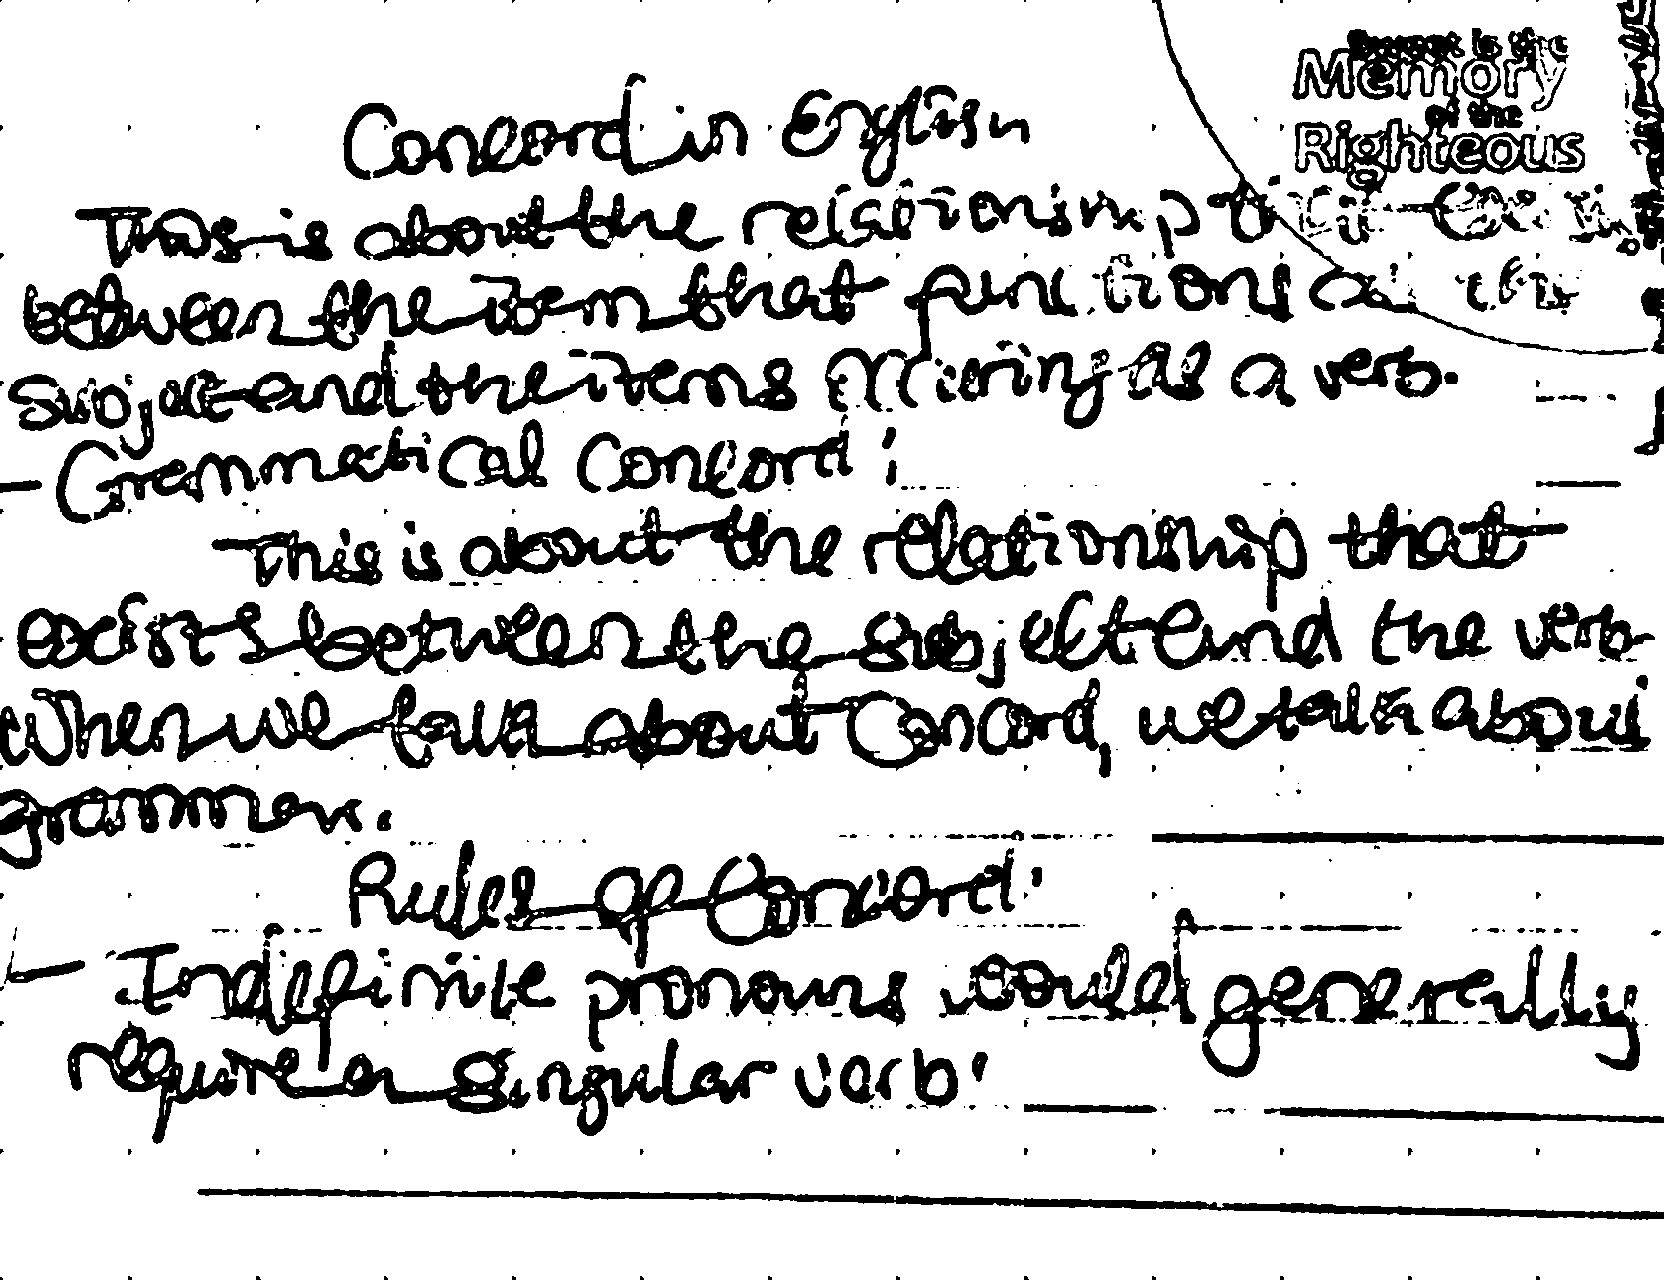 Sweet is the
Memory
of the
Righteous
Concord in English
This is about the relationship that exist
between the item that functions as the
Subject and the items occuring as a verb.
- Grammatical Concord:
This is about the relationship that
exists between the subject and the verb
When we talk about Concord, we talk about
grammar.
Rules of Concord:
- Indefinite pronouns would generally
require a singular verb.